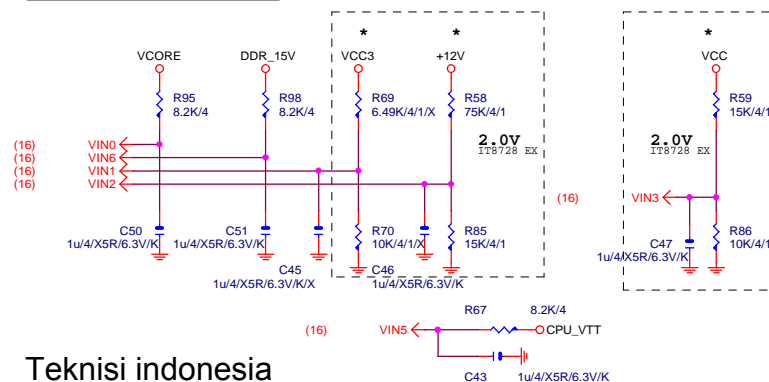 * * *
VCORE DDR_15V VCC3 +12V VCC
R95 R98 R69 R58 R59
8.2K/4 8.2K/4 6.49K/4/1/X 75K/4/1 15K/4/1
2.0V 2.0V
(16) VIN0 IT8728 EX IT8728 EX
(16) VIN6
(16) VIN1
(16) VIN2
(16) VIN3
C50 C51 R70 R85 R86
1u/4/X5R/6.3V/K 1u/4/X5R/6.3V/K 10K/4/1/X 15K/4/1 C47 10K/4/1
1u/4/X5R/6.3V/K
C45 C46
1u/4/X5R/6.3V/K/X 1u/4/X5R/6.3V/K
R67 8.2K/4
(16) VIN5 CPU_VTT
Teknisi indonesia
C43 1u/4/X5R/6.3V/K